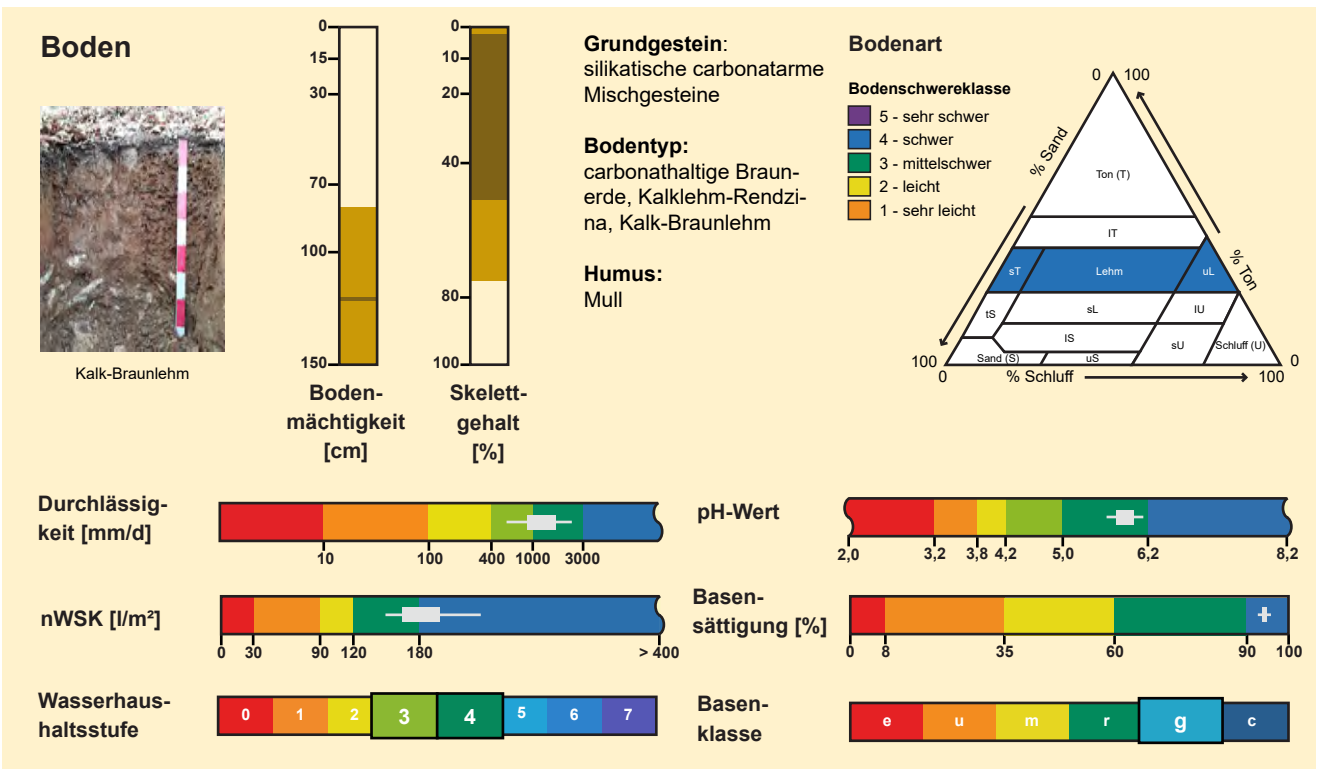 Boden
Kalk-Braunlehm
0
15
30
70
100
150
Boden-
mächtigkeit
[cm]
0
10
20
40
80
100
Skelett-
gehalt
[%]
Grundgestein:
silikatische carbonatarme
Mischgesteine
Bodentyp:
carbonathaltige Braun-
erde, Kalklehm-Rendzi-
na, Kalk-Braunlehm
Humus:
Mull
Bodenart
Bodenschwereklasse
5 - sehr schwer
4 - schwer
3 - mittelschwer
2 - leicht
1 - sehr leicht
0 100
% Sand
% Ton
Ton (T)
lT
sT Lehm uL
tS sL lU
lS
Sand (S) uS sU Schluff (U)
100 0
0 % Schluff 100
Durchlässig-
keit [mm/d]
10 100 400 1000 3000
nWSK [l/m²]
0 30 90 120 180 > 400
Wasserhaus-
haltsstufe
0 1 2 3 4 5 6 7
pH-Wert
2,0 3,2 3,8 4,2 5,0 6,2 8,2
Basen-
sättigung [%]
0 8 35 60 90 100
Basen-
klasse
e u m r g c